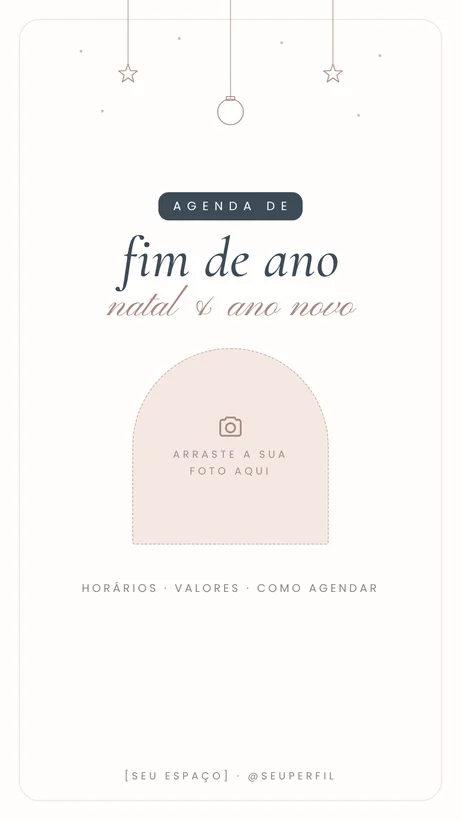 AGENDA DE
fim de ano
natal & ano novo
ARRASTE A SUA
FOTO AQUI
HORÁRIOS · VALORES · COMO AGENDAR
[SEU ESPAÇO] · @SEUPERFIL